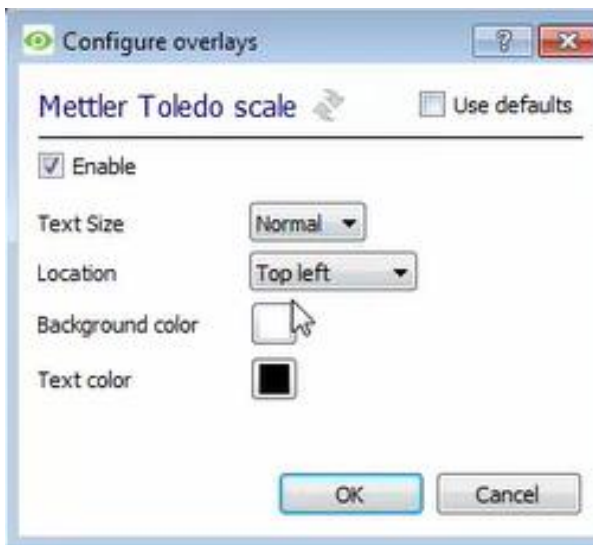 Configure overlays ?
Mettler Toledo scale Use defaults
Enable
Text Size Normal
Location Top left
Background color
Text color
OK Cancel